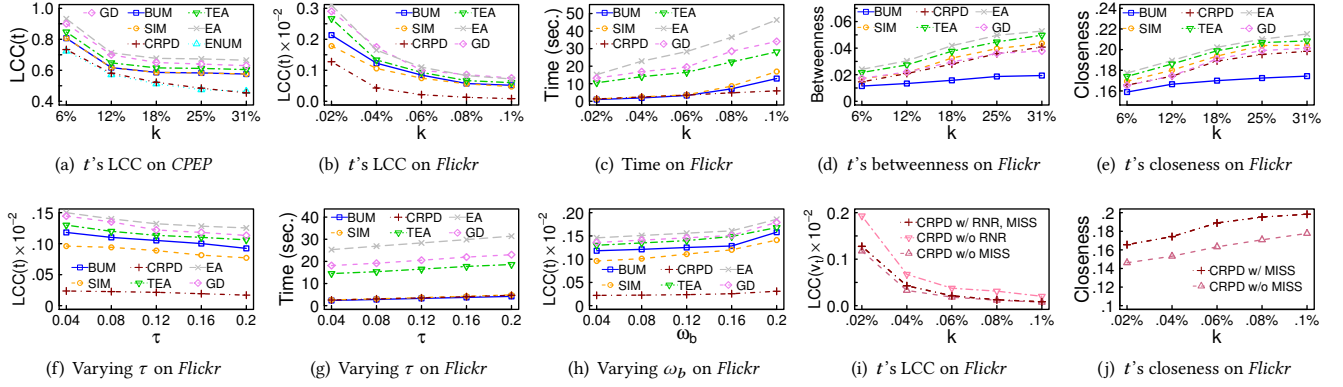 GD BUM TEA
SIM EA
CRPD ENUM
LCC(t)
1.0
0.8
0.6
0.4
6% 12% 18% 25% 31%
k
(a) t's LCC on CPEP
BUM TEA
SIM EA
CRPD GD
LCC(t) × 10⁻²
0.3
0.2
0.1
0.0
.02% .04% .06% .08% .1%
k
(b) t's LCC on Flickr
BUM TEA
SIM EA
CRPD GD
Time (sec.)
50
40
30
20
10
0
.02% .04% .06% .08% .1%
k
(c) Time on Flickr
BUM CRPD EA
SIM TEA GD
Betweenness
.06
.04
.02
0
6% 12% 18% 25% 31%
k
(d) t's betweenness on Flickr
BUM CRPD EA
SIM TEA GD
Closeness
.22
.20
.18
.16
6% 12% 18% 25% 31%
k
(e) t's closeness on Flickr
LCC(t) × 10⁻²
.15
.10
.05
0
BUM CRPD EA
SIM TEA GD
0.04 0.08 0.12 0.16 0.2
τ
(f) Varying τ on Flickr
BUM CRPD EA
SIM TEA GD
Time (sec.)
40
30
20
10
0
0.04 0.08 0.12 0.16 0.2
τ
(g) Varying τ on Flickr
LCC(t) × 10⁻²
.20
.15
.10
.05
0
BUM CRPD EA
SIM TEA GD
0.04 0.08 0.12 0.16 0.2
ω_b
(h) Varying ω_b on Flickr
LCC(vₜ) × 10⁻²
0.2
0.1
0.0
CRPD w/ RNR, MISS
CRPD w/o RNR
CRPD w/o MISS
.02% .04% .06% .08% .1%
k
(i) t's LCC on Flickr
Closeness
.2
.18
.16
.14
.12
.1
CRPD w/ MISS
CRPD w/o MISS
.02% .04% .06% .08% .1%
k
(j) t's closeness on Flickr